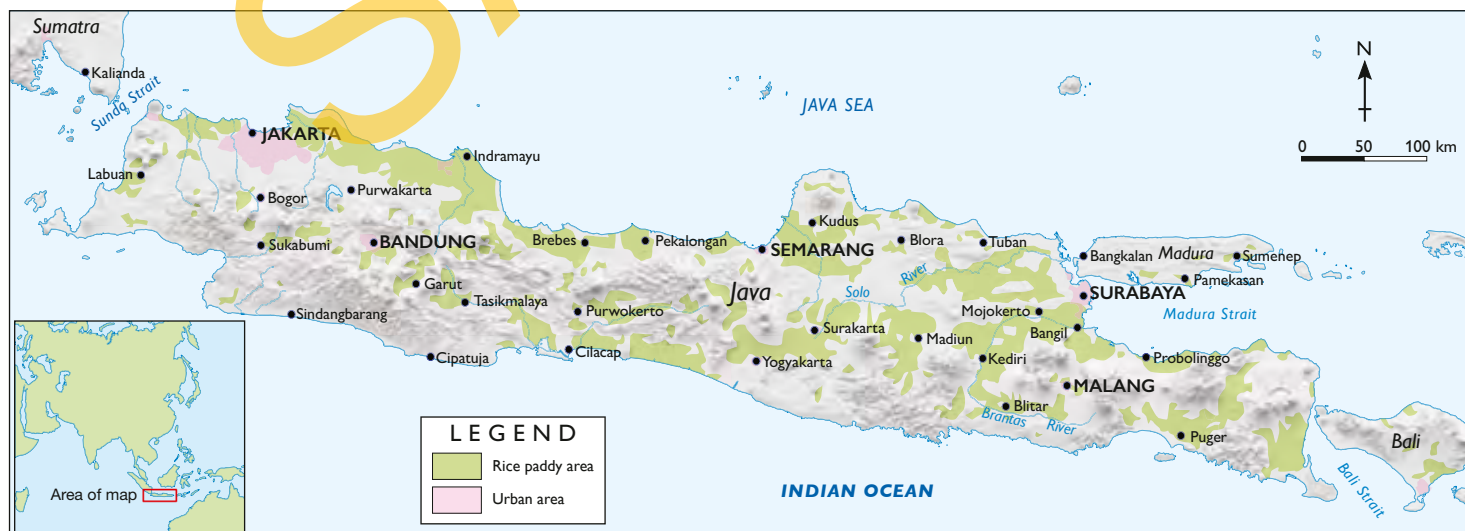 Sumatra
Kalianda
Sunda Strait
JAVA SEA
N
0 50 100 km
JAKARTA
Indramayu
Labuan
Bogor
Purwakarta
Sukabumi
BANDUNG
Brebes
Pekalongan
Kudus
SEMARANG
Blora
Tuban
Bangkalan
Madura
Sumenep
Pamekasan
Garut
Tasikmalaya
Java
Solo River
SURABAYA
Madura Strait
Sindangbarang
Purwokerto
Surakarta
Mojokerto
Bangil
Madiun
Kediri
Probolinggo
Cipatuja
Cilacap
Yogyakarta
MALANG
Blitar
Brantas River
Puger
Bali
Bali Strait
LEGEND
Rice paddy area
Urban area
Area of map
INDIAN OCEAN